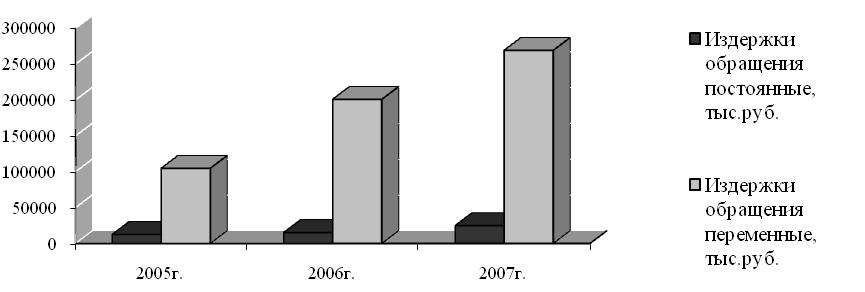 300000
250000
200000
150000
100000
50000
0
2005г.
2006г.
2007г.
Издержки
обращения
постоянные,
тыс.руб.
Издержки
обращения
переменные,
тыс.руб.